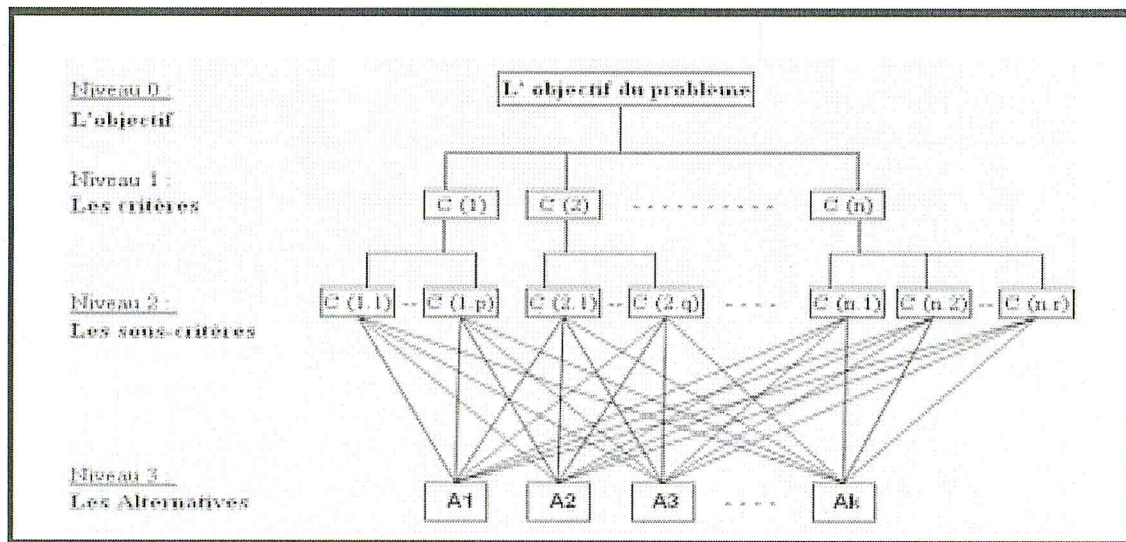 Niveau 0 :
L'objectif
L' objectif du problème
Niveau 1 :
Les critères
C (1) C (2) - - - - - - - - - - C (n)
Niveau 2 :
Les sous-critères
C (1.1) -- C (1.p) C (2.1) -- C (2.q) - - - - C (n.1) C (n.2) -- C (n.r)
Niveau 3 :
Les Alternatives
A1 A2 A3 - - - - Ak